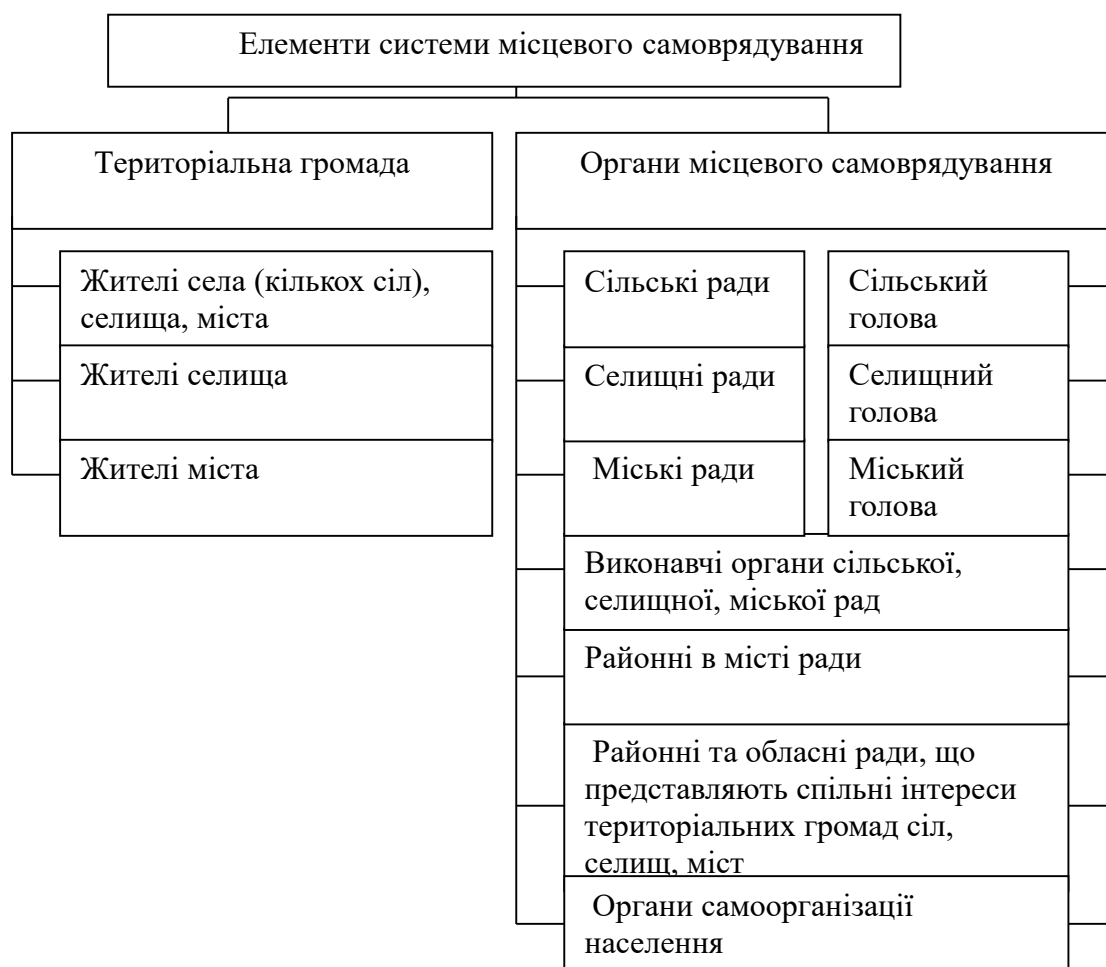 Елементи системи місцевого самоврядування
Територіальна громада
Органи місцевого самоврядування
Жителі села (кількох сіл),
селища, міста
Жителі селища
Жителі міста
Сільські ради
Сільський
голова
Селищні ради
Селищний
голова
Міські ради
Міський
голова
Виконавчі органи сільської,
селищної, міської рад
Районні в місті ради
Районні та обласні ради, що
представляють спільні інтереси
територіальних громад сіл,
селищ, міст
Органи самоорганізації
населення